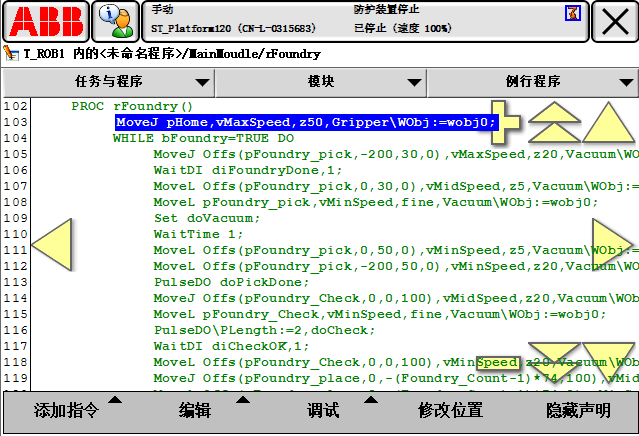 ABB
手动
防护装置停止
ST_Platform120 (CN-L-0315683)
已停止 (速度 100%)
T_ROB1 内的<未命名程序>/MainMoudle/rFoundry
任务与程序
模块
例行程序
102 PROC rFoundry()
103 MoveJ pHome,vMaxSpeed,z50,Gripper\WObj:=wobj0;
104 WHILE bFoundry=TRUE DO
105 MoveJ Offs(pFoundry_pick,-200,30,0),vMaxSpeed,z20,Vacuum\WO
106 WaitDI diFoundryDone,1;
107 MoveL Offs(pFoundry_pick,0,30,0),vMidSpeed,z5,Vacuum\WObj:=
108 MoveL pFoundry_pick,vMinSpeed,fine,Vacuum\WObj:=wobj0;
109 Set doVacuum;
110 WaitTime 1;
111 MoveL Offs(pFoundry_pick,0,50,0),vMinSpeed,z5,Vacuum\WObj:=
112 MoveL Offs(pFoundry_pick,-200,50,0),vMinSpeed,z20,Vacuum\WO
113 PulseDO doPickDone;
114 MoveJ Offs(pFoundry_Check,0,0,100),vMidSpeed,z20,Vacuum\WO
115 MoveL pFoundry_Check,vMinSpeed,fine,Vacuum\WObj:=wobj0;
116 PulseDO\PLength:=2,doCheck;
117 WaitDI diCheckOK,1;
118 MoveL Offs(pFoundry_Check,0,0,100),vMinSpeed,z20,Vacuum\WO
119 MoveJ Offs(pFoundry_place,0,-(Foundry_Count-1)*74,100),vMid
添加指令
编辑
调试
修改位置
隐藏声明